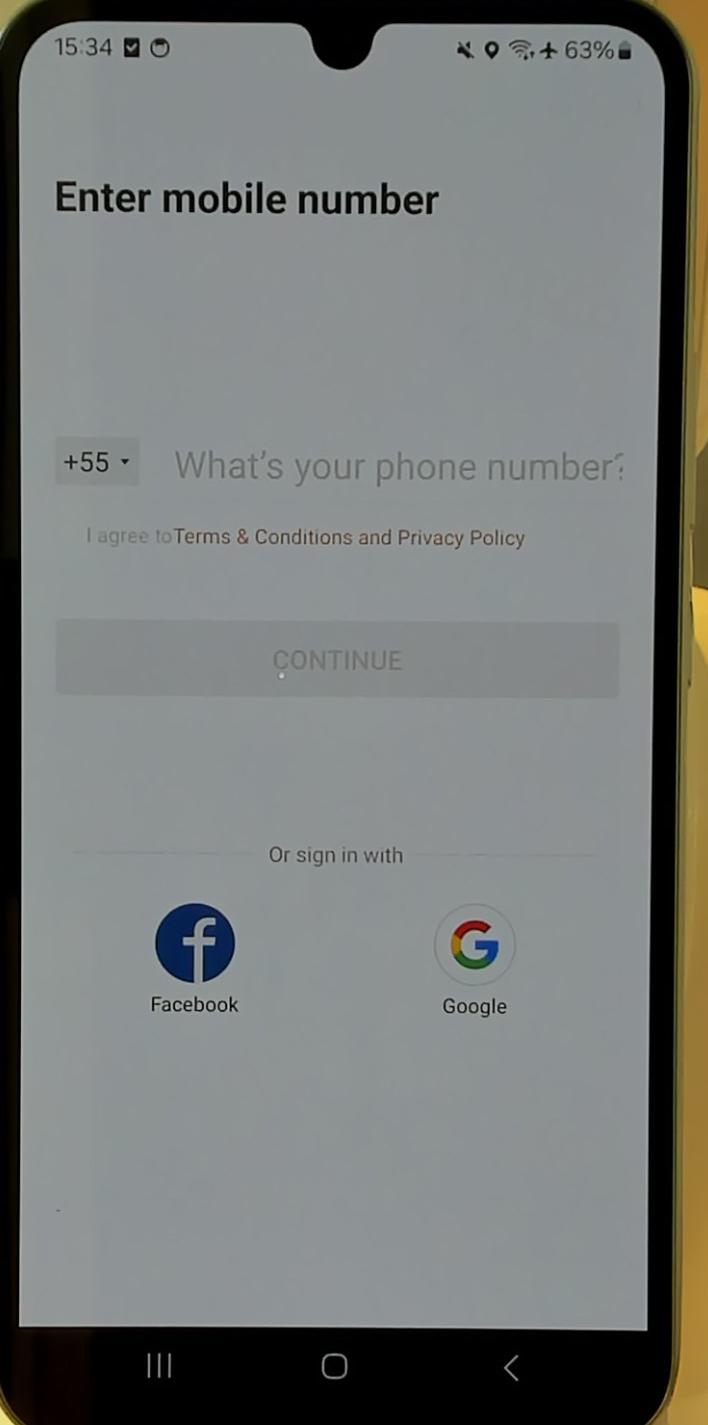 15:34 63%
Enter mobile number
+55 What's your phone number?
I agree toTerms & Conditions and Privacy Policy
CONTINUE
Or sign in with
Facebook Google